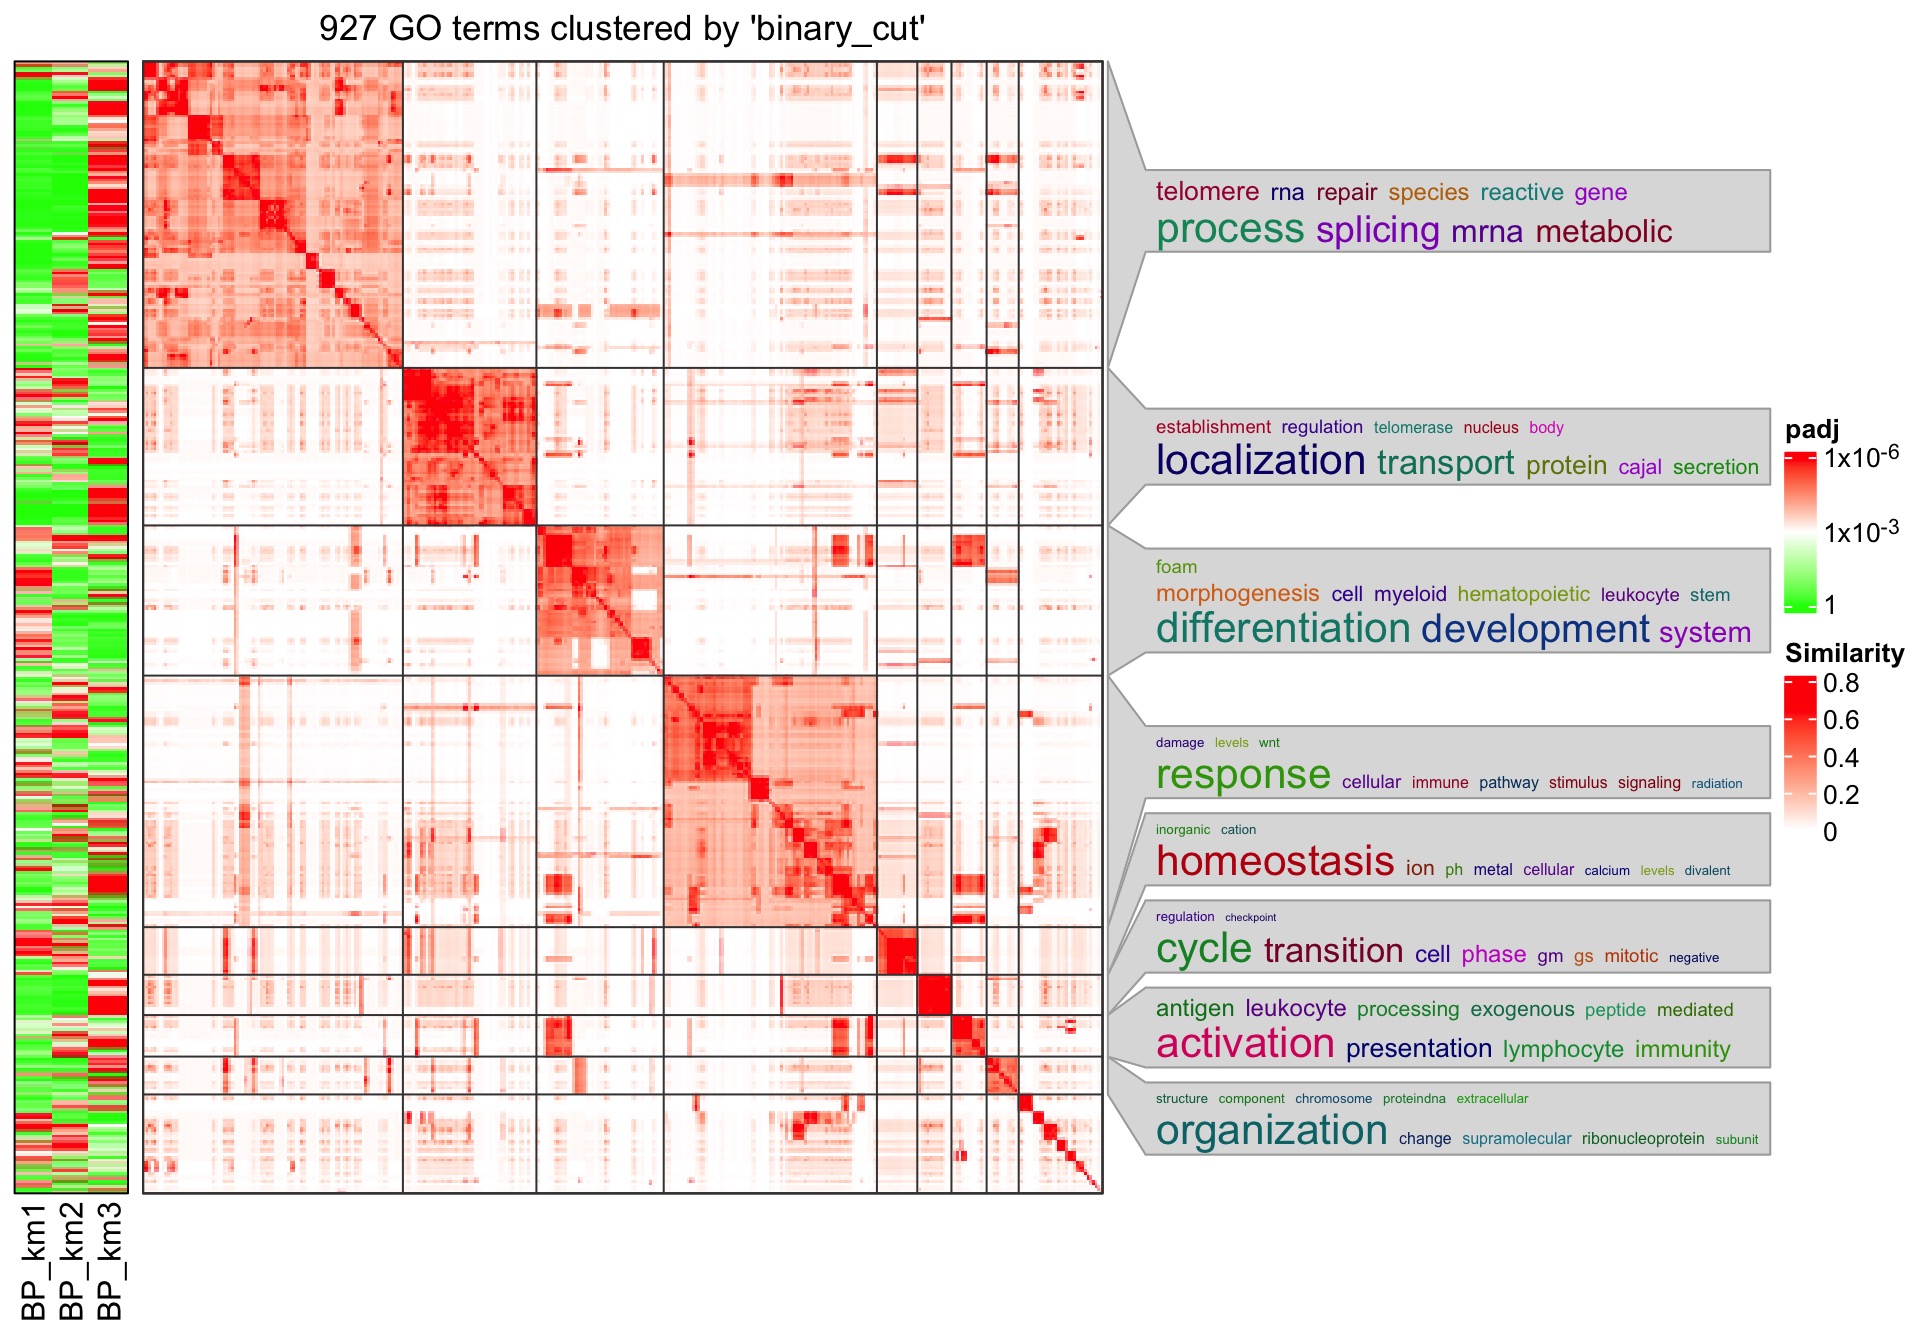 927 GO terms clustered by 'binary_cut'
telomere rna repair species reactive gene
process splicing mrna metabolic
establishment regulation telomerase nucleus body
localization transport protein cajal secretion
foam
morphogenesis cell myeloid hematopoietic leukocyte stem
differentiation development system
damage levels wnt
response cellular immune pathway stimulus signaling radiation
inorganic cation
homeostasis ion ph metal cellular calcium levels divalent
regulation checkpoint
cycle transition cell phase gm gs mitotic negative
antigen leukocyte processing exogenous peptide mediated
activation presentation lymphocyte immunity
structure component chromosome proteindna extracellular
organization change supramolecular ribonucleoprotein subunit
padj
1x10-6
1x10-3
1
Similarity
0.8
0.6
0.4
0.2
0
BP_km1
BP_km2
BP_km3